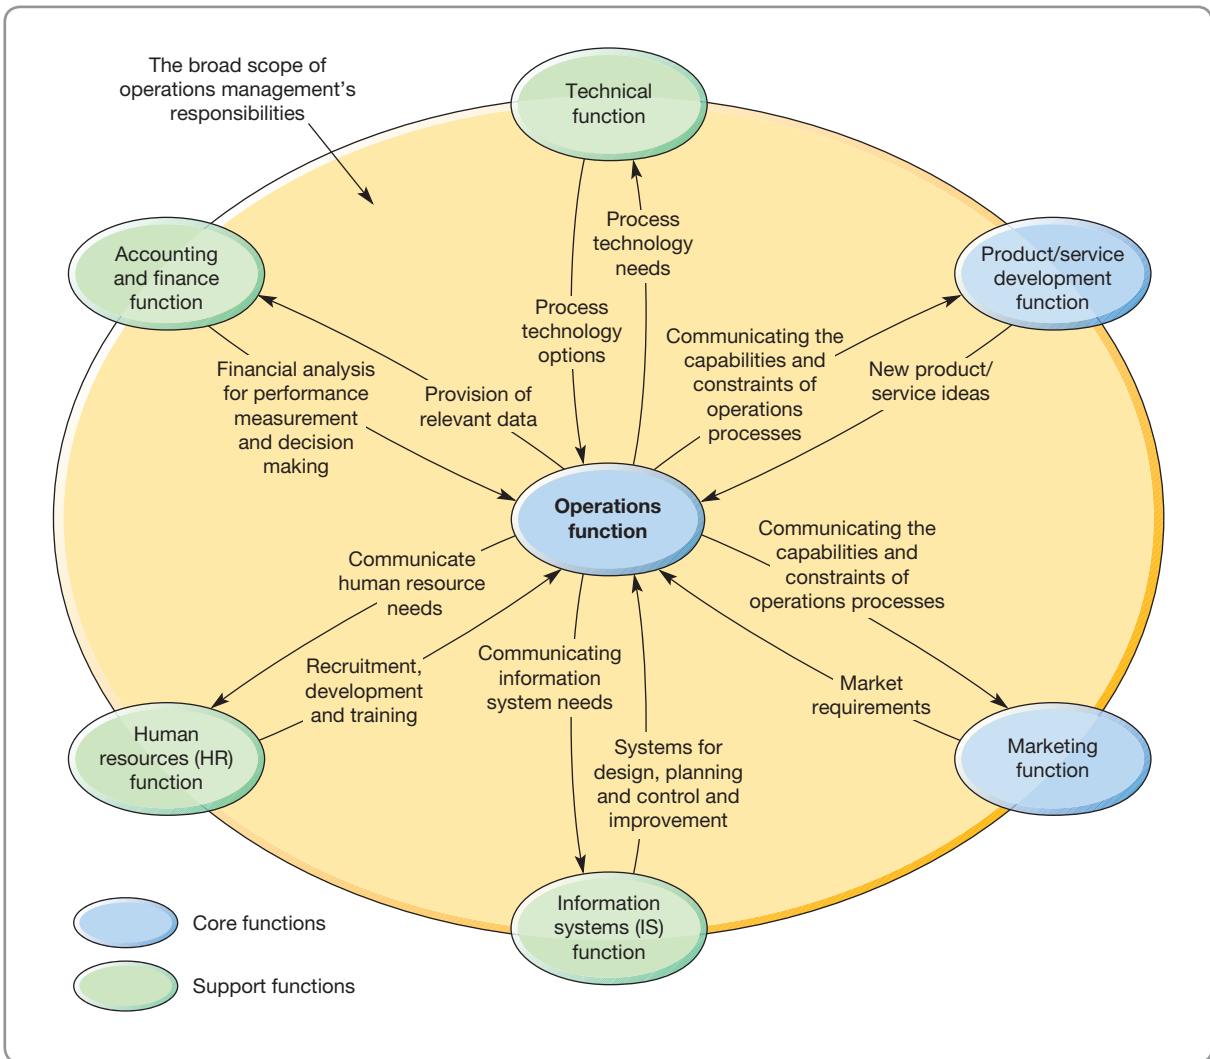 The broad scope of
operations management's
responsibilities
Technical
function
Accounting
and finance
function
Product/service
development
function
Process
technology
needs
Process
technology
options
Communicating the
capabilities and
constraints of
operations
processes
New product/
service ideas
Financial analysis
for performance
measurement
and decision
making
Provision of
relevant data
Operations
function
Communicating the
capabilities and
constraints of
operations processes
Communicate
human resource
needs
Recruitment,
development
and training
Communicating
information
system needs
Market
requirements
Human
resources (HR)
function
Systems for
design, planning
and control and
improvement
Marketing
function
Information
systems (IS)
function
Core functions
Support functions